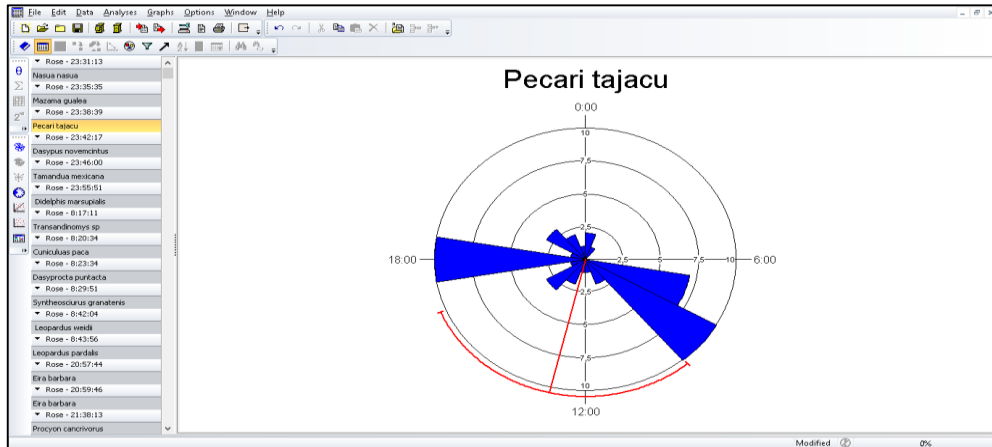 File Edit Data Analyses Graphs Options Window Help
Rose - 23:31:13
Nasua nasua
Rose - 23:35:35
Mazama gualea
Rose - 23:38:39
Pecari tajacu
Rose - 23:42:17
Dasypus novemcintus
Rose - 23:46:00
Tamandua mexicana
Rose - 23:55:51
Didelphis marsupialis
Rose - 8:17:11
Transandinomys sp
Rose - 8:20:34
Cuniculuas paca
Rose - 8:23:34
Dasyprocta puntacta
Rose - 8:29:51
Syntheosciurus granatenis
Rose - 8:42:04
Leopardus weidii
Rose - 8:43:56
Leopardus pardalis
Rose - 20:57:44
Eira barbara
Rose - 20:59:46
Eira barbara
Rose - 21:38:13
Procyon cancrivorus
Pecari tajacu
0:00
10
7,5
5
2,5
18:00
2,5 5 7,5 10
6:00
2,5
5
7,5
10
12:00
Modified 0%